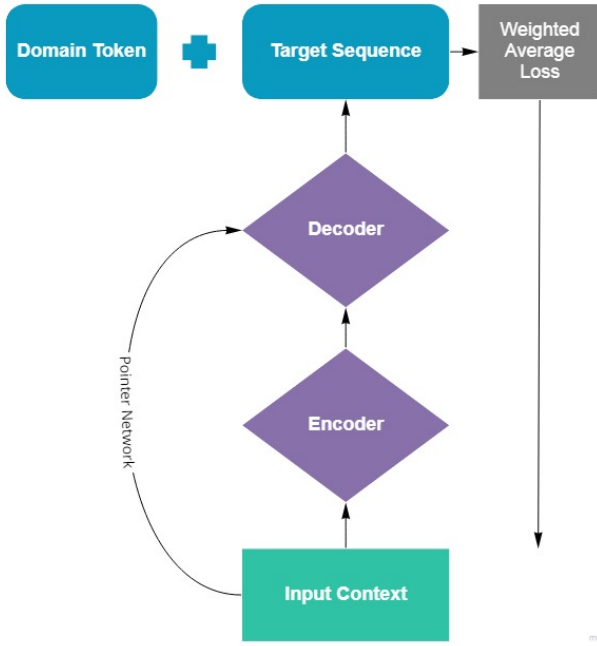 Domain Token
Target Sequence
Weighted
Average
Loss
Decoder
Pointer Network
Encoder
Input Context
m